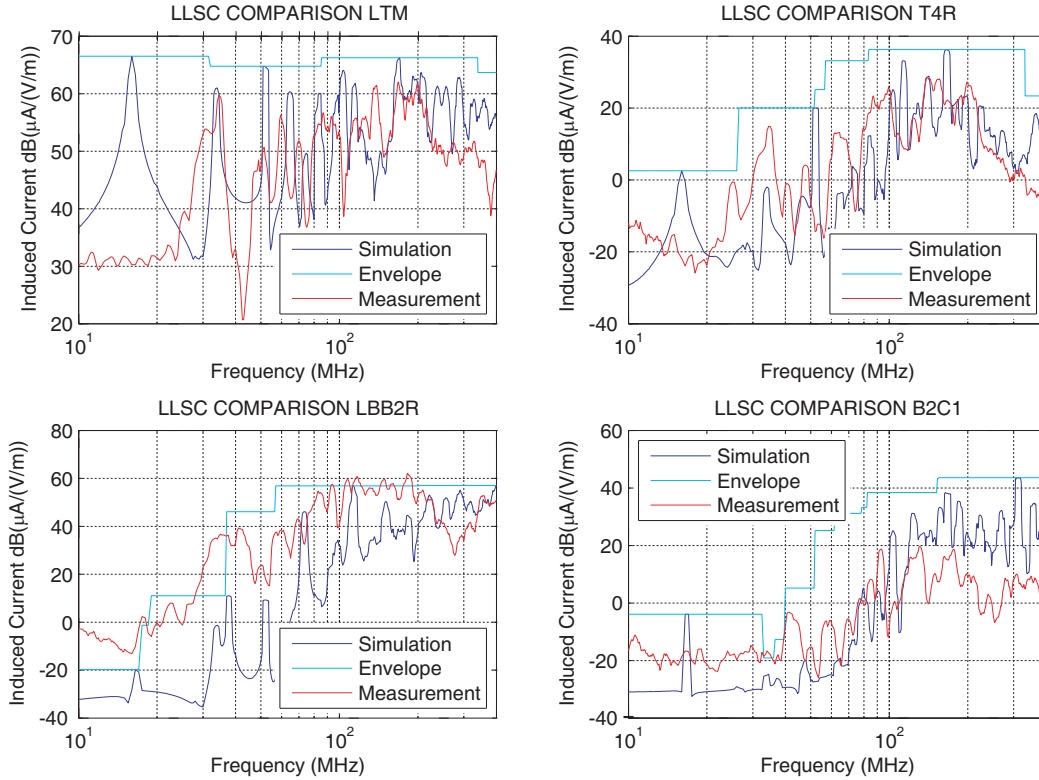 LLSC COMPARISON LTM
Induced Current dB(μA/(V/m))
70
60
50
40
30
20
10^1
10^2
Frequency (MHz)
Simulation
Envelope
Measurement
LLSC COMPARISON T4R
Induced Current dB(μA/(V/m))
40
20
0
-20
-40
10^1
10^2
Frequency (MHz)
Simulation
Envelope
Measurement
LLSC COMPARISON LBB2R
Induced Current dB(μA/(V/m))
80
60
40
20
0
-20
-40
10^1
10^2
Frequency (MHz)
Simulation
Envelope
Measurement
LLSC COMPARISON B2C1
Induced Current dB(μA/(V/m))
60
40
20
0
-20
-40
10^1
10^2
Frequency (MHz)
Simulation
Envelope
Measurement